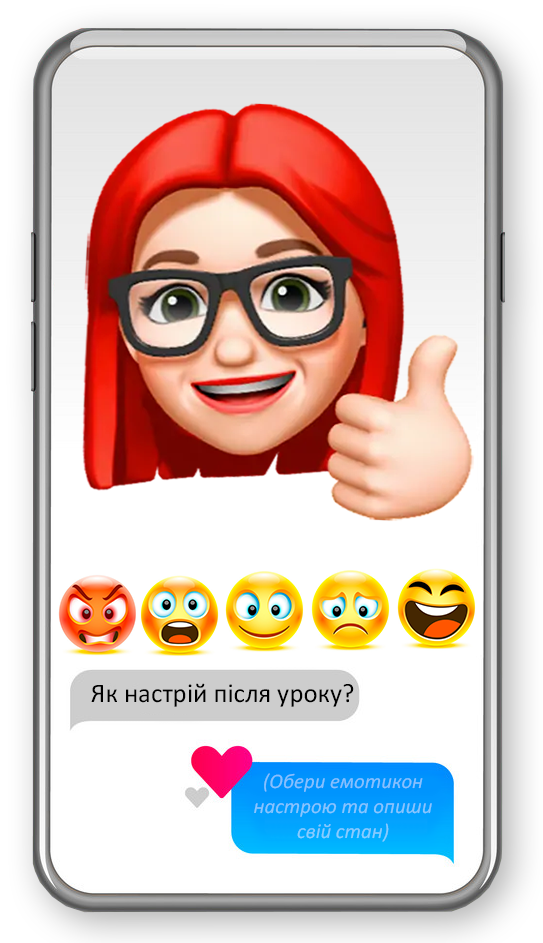 Як настрій після уроку?
(Обери емотикон
настрою та опиши
свій стан)